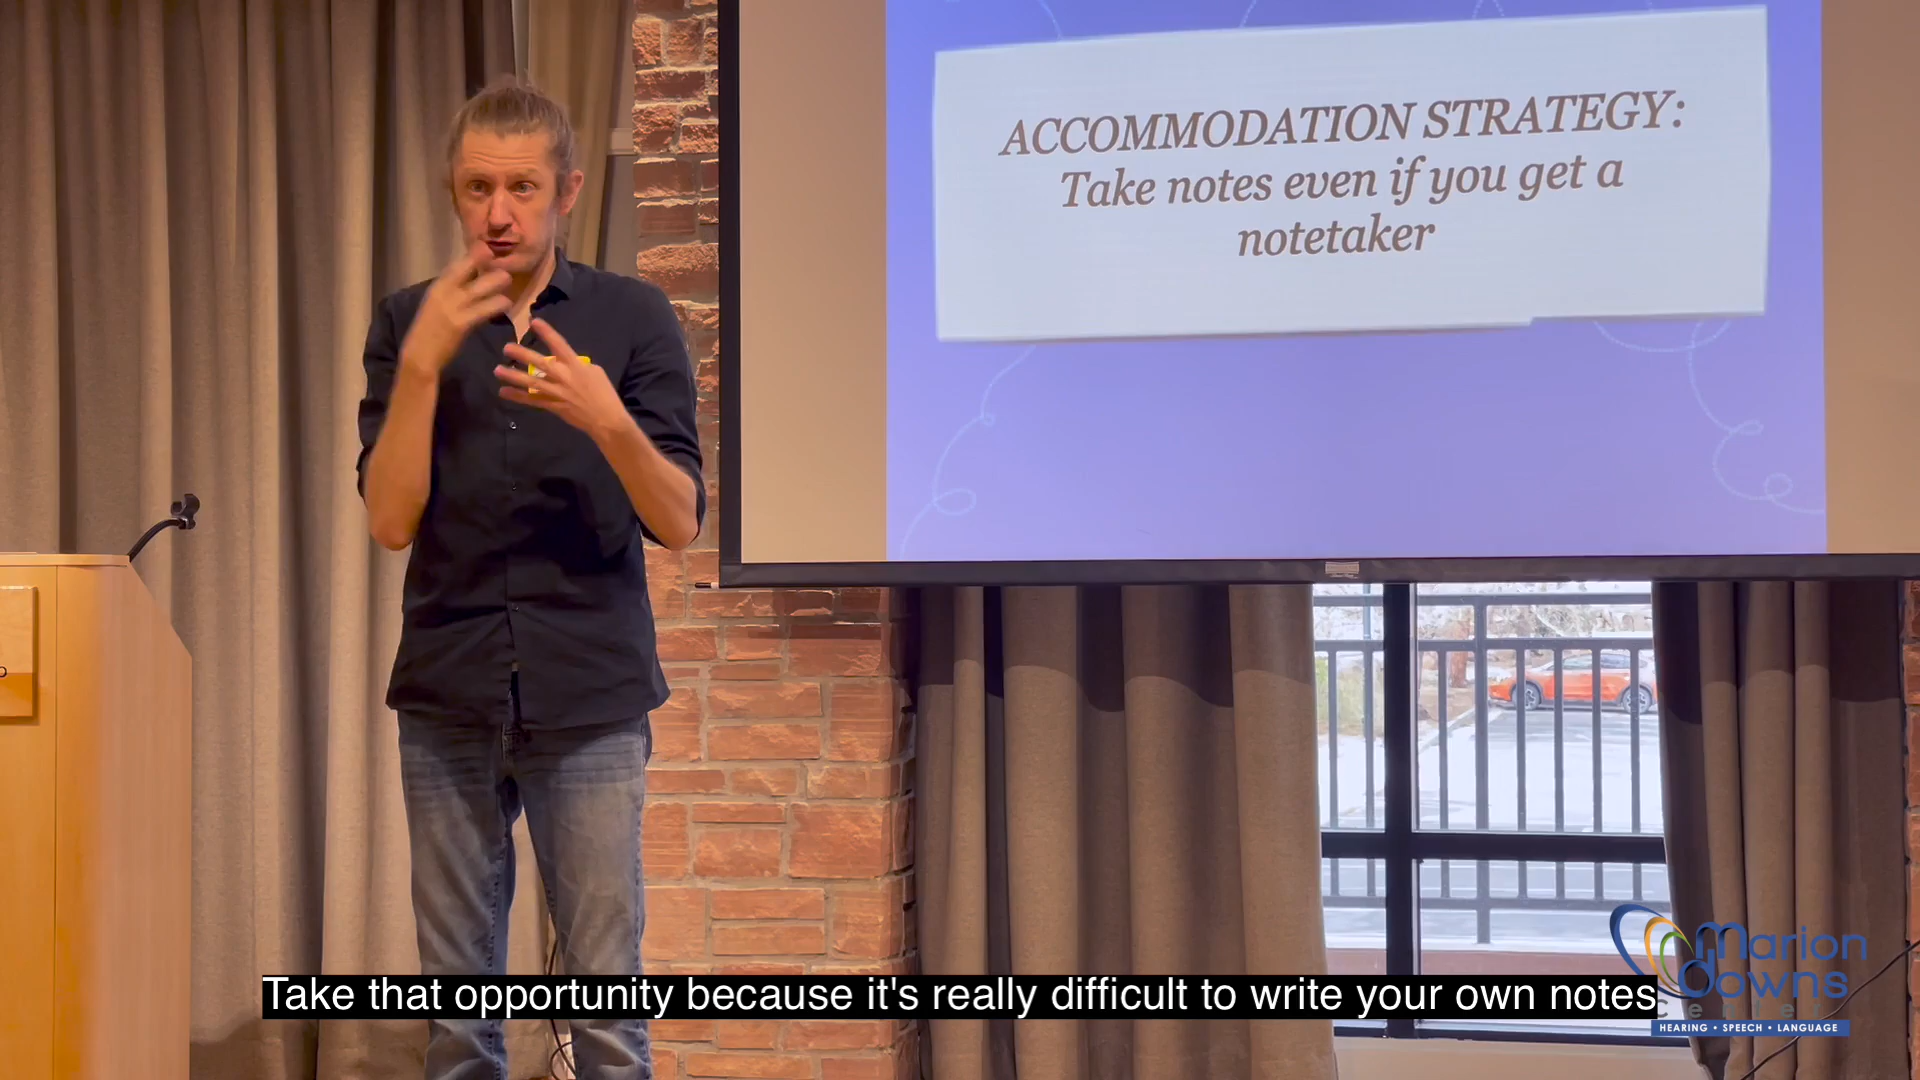 ACCOMMODATION STRATEGY:
Take notes even if you get a
notetaker
Take that opportunity because it's really difficult to write your own notes
marion
downs
center
HEARING • SPEECH • LANGUAGE